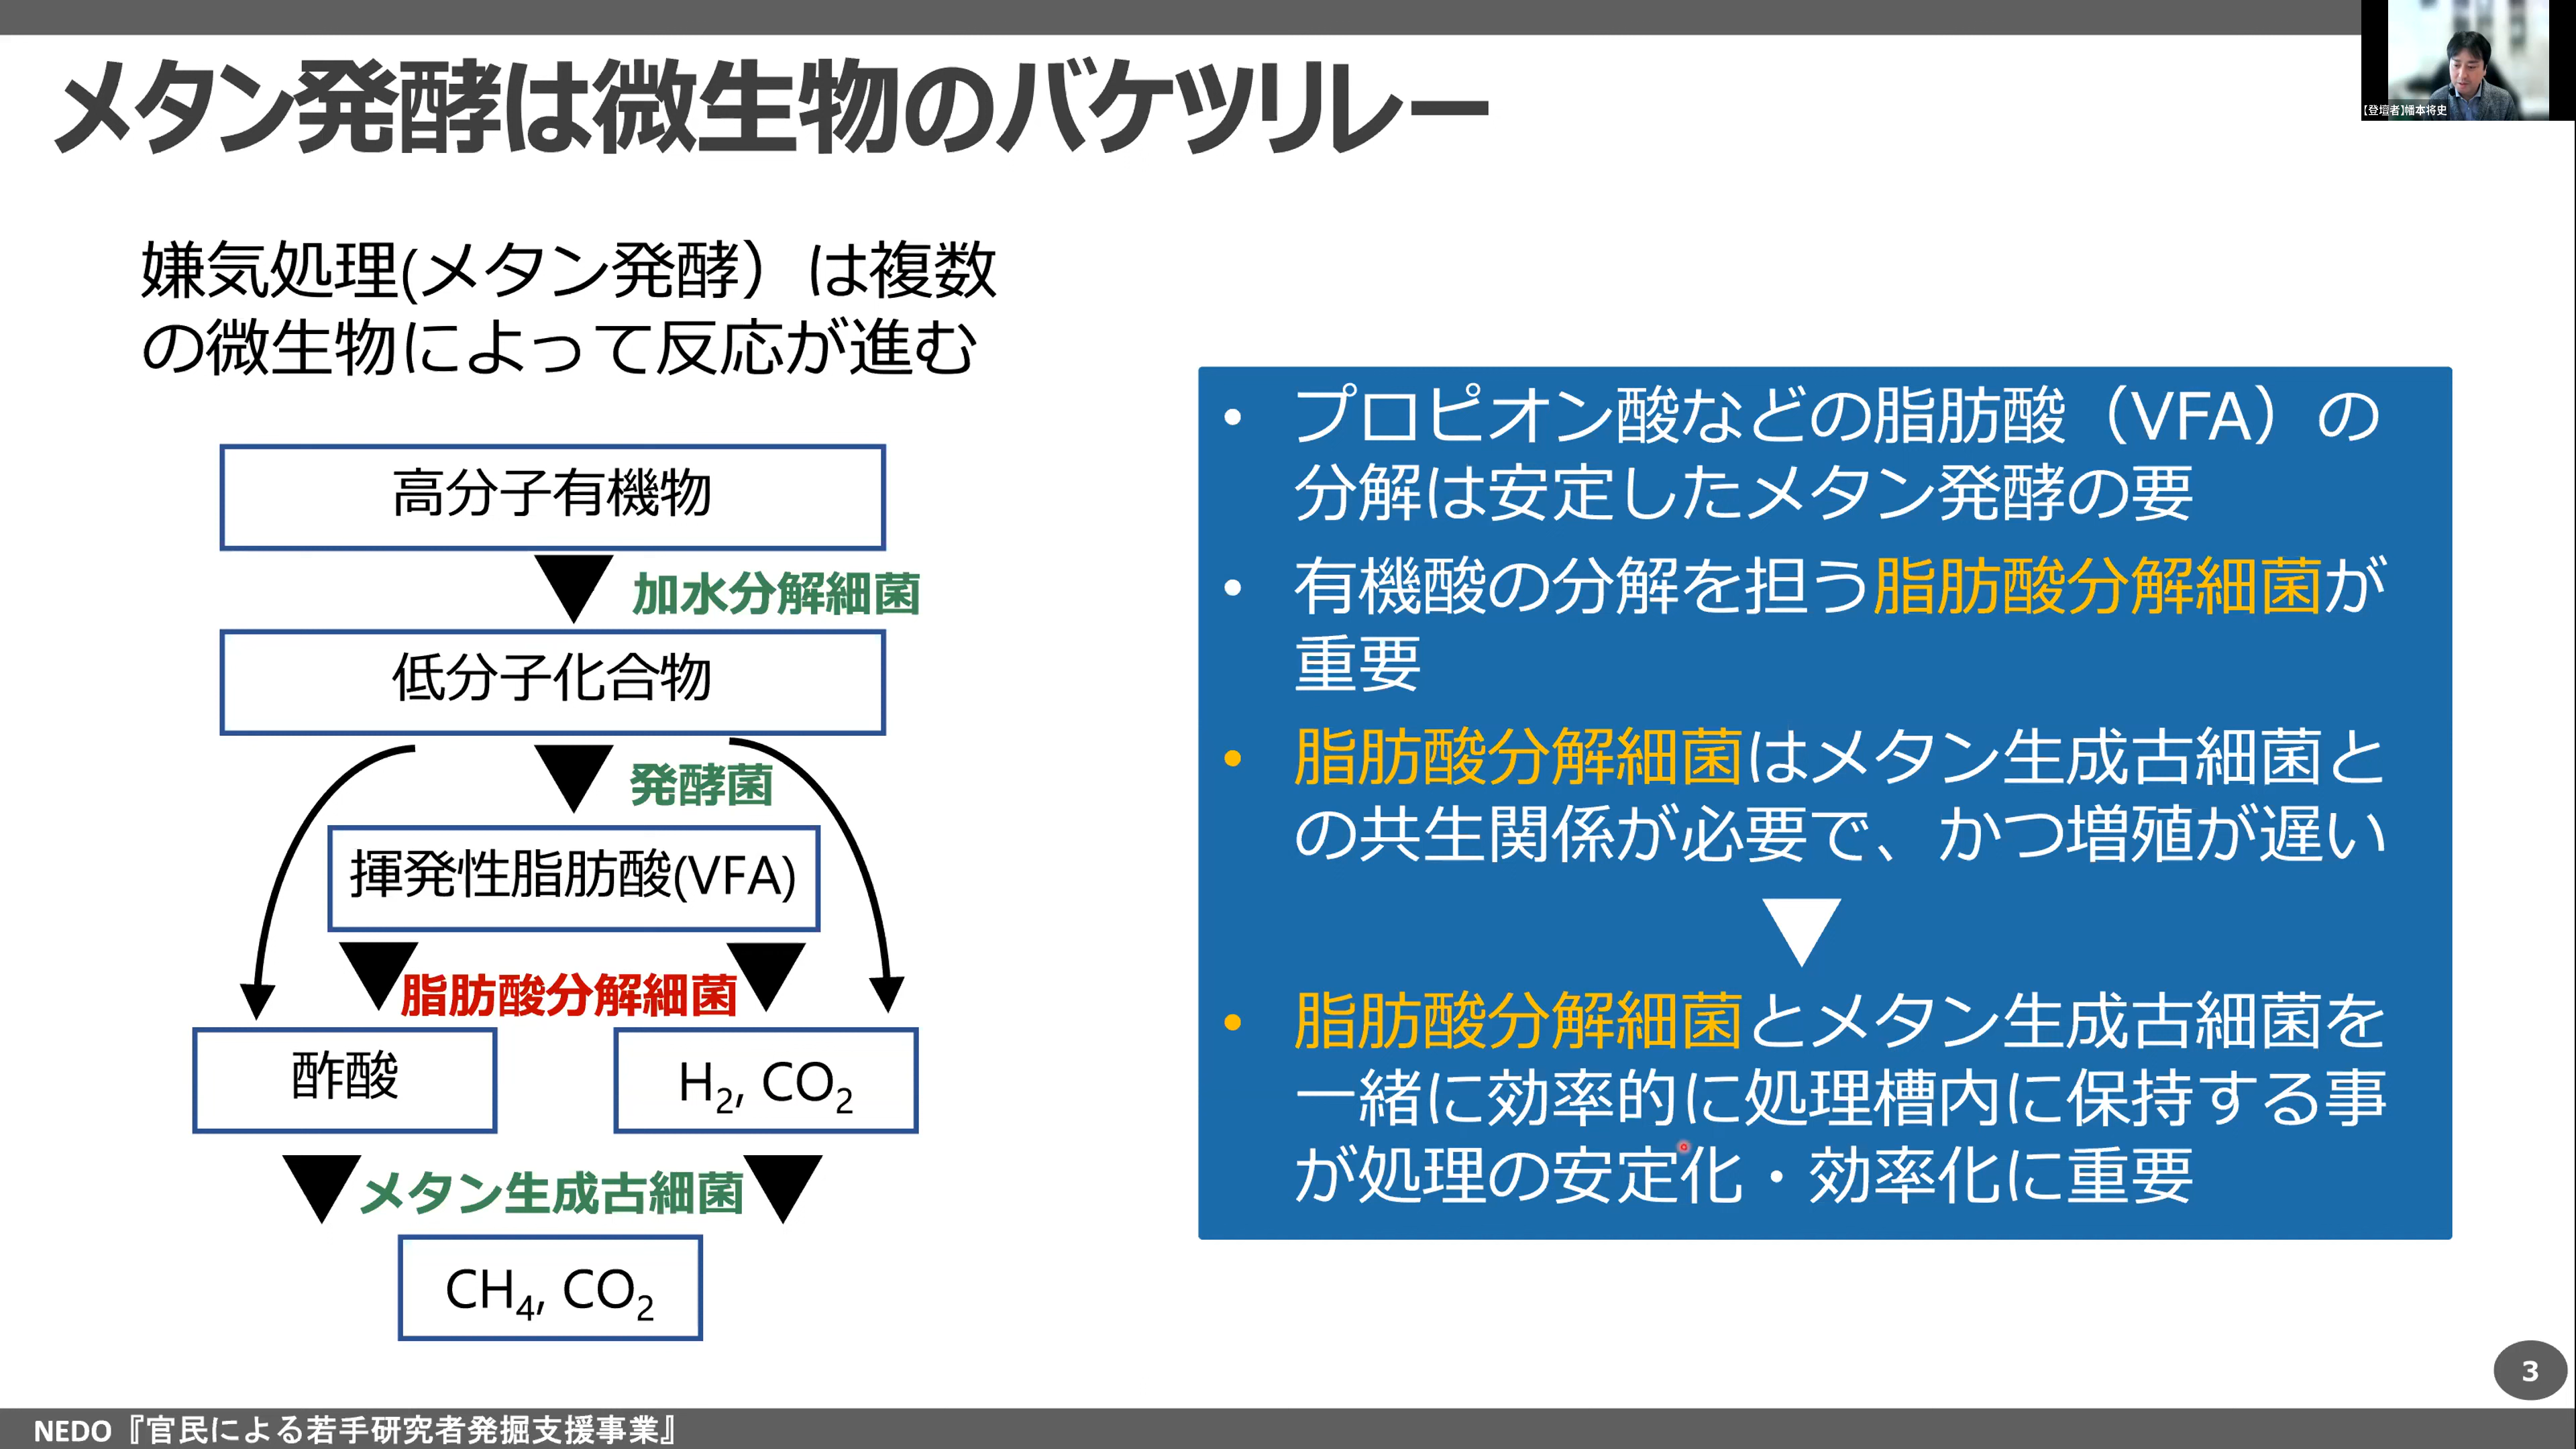 メタン発酵は微生物のバケツリレー
【登壇者】幡本将史
嫌気処理(メタン発酵）は複数
の微生物によって反応が進む
高分子有機物
加水分解細菌
低分子化合物
発酵菌
揮発性脂肪酸(VFA)
脂肪酸分解細菌
酢酸
H₂, CO₂
メタン生成古細菌
CH₄, CO₂
• プロピオン酸などの脂肪酸（VFA）の
分解は安定したメタン発酵の要
• 有機酸の分解を担う脂肪酸分解細菌が
重要
• 脂肪酸分解細菌はメタン生成古細菌と
の共生関係が必要で、かつ増殖が遅い
• 脂肪酸分解細菌とメタン生成古細菌を
一緒に効率的に処理槽内に保持する事
が処理の安定化・効率化に重要
3
NEDO『官民による若手研究者発掘支援事業』